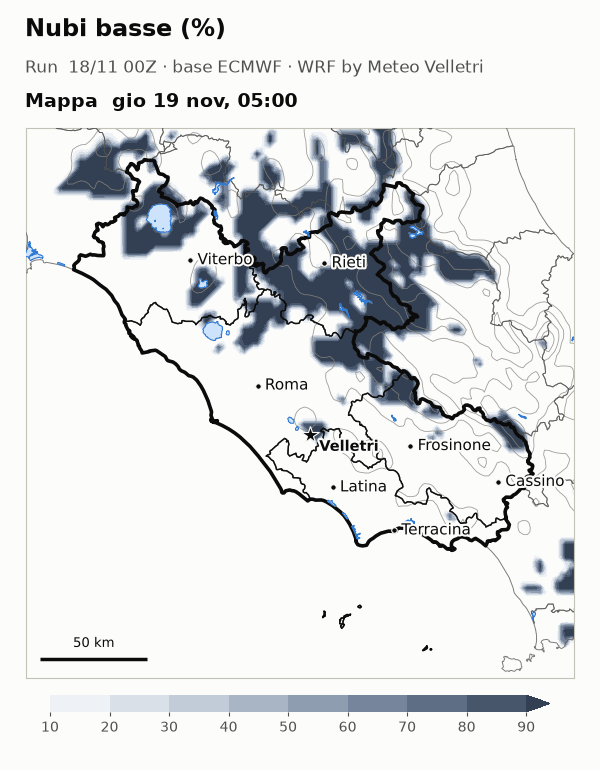 Nubi basse (%)
Run 18/11 00Z · base ECMWF · WRF by Meteo Velletri
Mappa gio 19 nov, 05:00
Viterbo
Rieti
Roma
Velletri
Frosinone
Cassino
Latina
Terracina
50 km
10 20 30 40 50 60 70 80 90